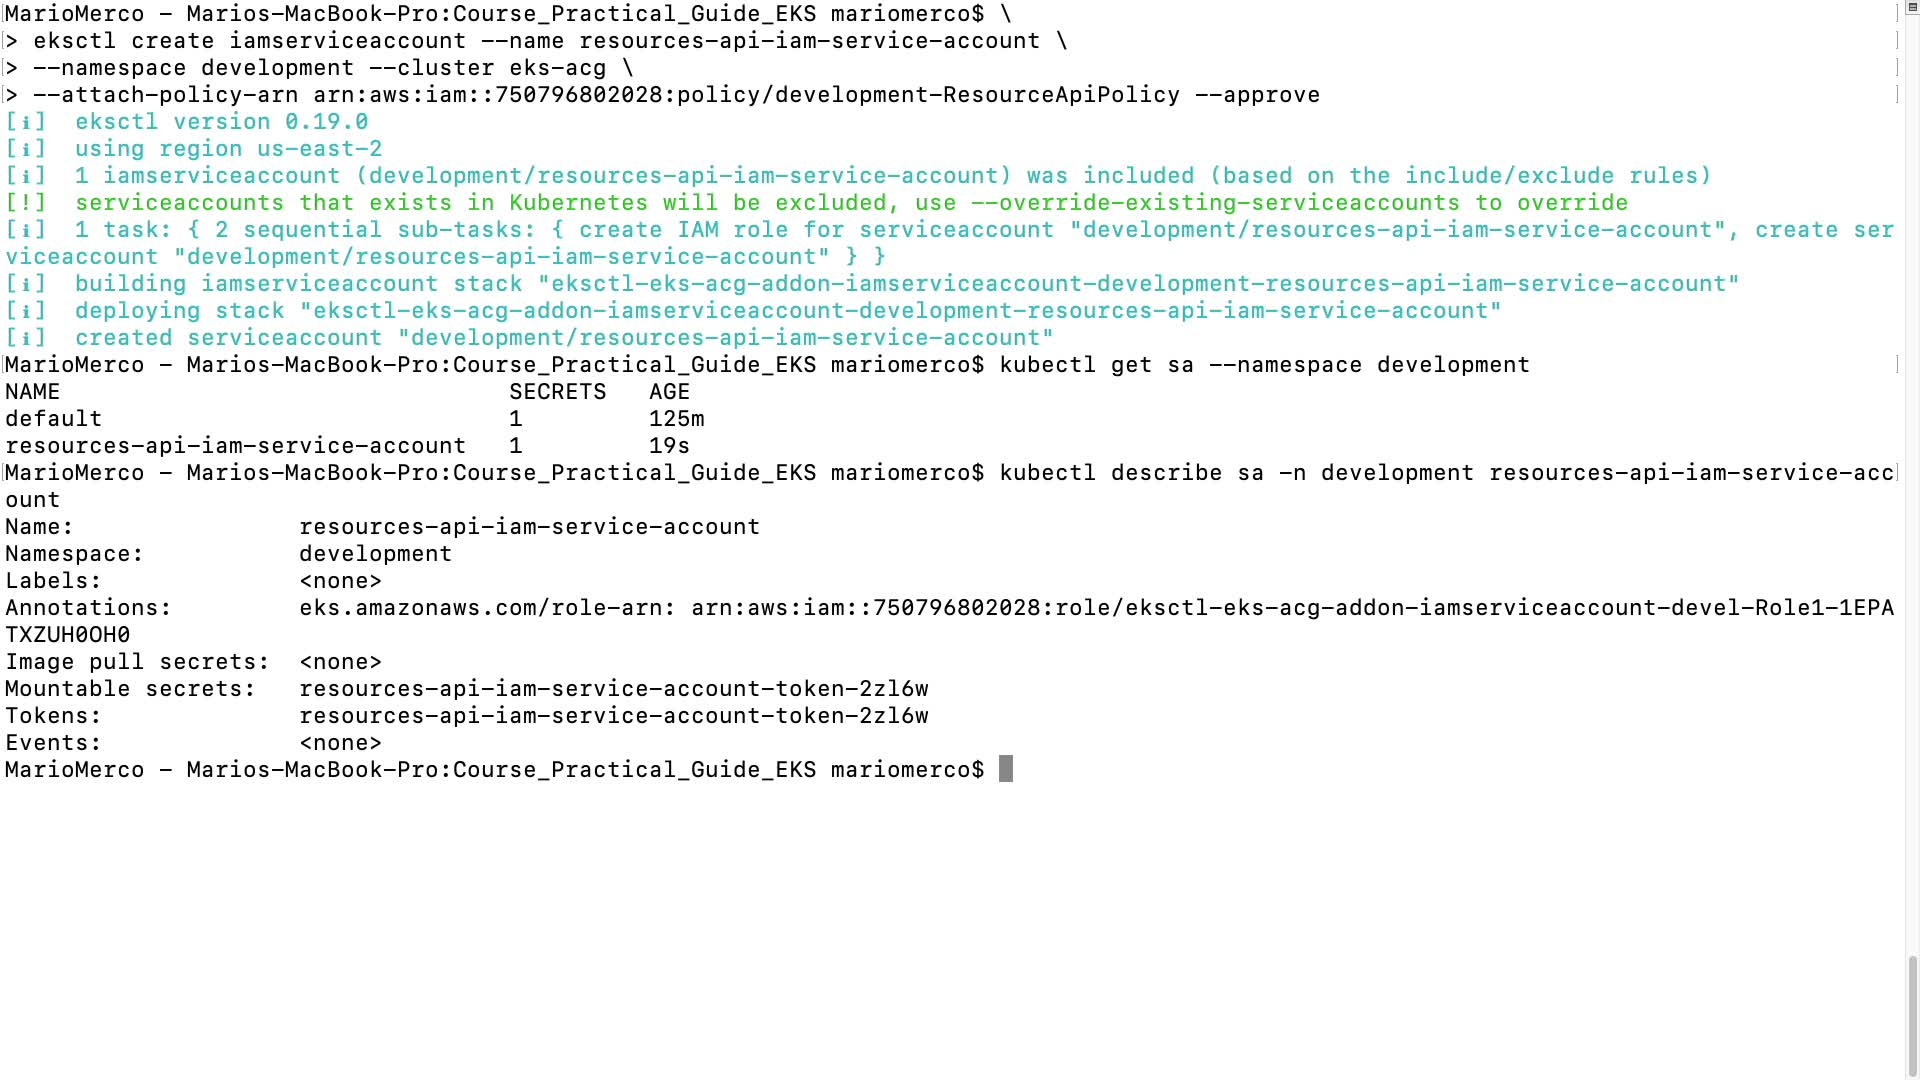 MarioMerco – Marios-MacBook-Pro:Course_Practical_Guide_EKS mariomerco$ \
> eksctl create iamserviceaccount --name resources-api-iam-service-account \
> --namespace development --cluster eks-acg \
> --attach-policy-arn arn:aws:iam::750796802028:policy/development-ResourceApiPolicy --approve
[ℹ]  eksctl version 0.19.0
[ℹ]  using region us-east-2
[ℹ]  1 iamserviceaccount (development/resources-api-iam-service-account) was included (based on the include/exclude rules)
[!]  serviceaccounts that exists in Kubernetes will be excluded, use --override-existing-serviceaccounts to override
[ℹ]  1 task: { 2 sequential sub-tasks: { create IAM role for serviceaccount "development/resources-api-iam-service-account", create ser
viceaccount "development/resources-api-iam-service-account" } }
[ℹ]  building iamserviceaccount stack "eksctl-eks-acg-addon-iamserviceaccount-development-resources-api-iam-service-account"
[ℹ]  deploying stack "eksctl-eks-acg-addon-iamserviceaccount-development-resources-api-iam-service-account"
[ℹ]  created serviceaccount "development/resources-api-iam-service-account"
MarioMerco – Marios-MacBook-Pro:Course_Practical_Guide_EKS mariomerco$ kubectl get sa --namespace development
NAME                                SECRETS   AGE
default                             1         125m
resources-api-iam-service-account   1         19s
MarioMerco – Marios-MacBook-Pro:Course_Practical_Guide_EKS mariomerco$ kubectl describe sa -n development resources-api-iam-service-acc
ount
Name:                resources-api-iam-service-account
Namespace:           development
Labels:              <none>
Annotations:         eks.amazonaws.com/role-arn: arn:aws:iam::750796802028:role/eksctl-eks-acg-addon-iamserviceaccount-devel-Role1-1EPA
TXZUH0OH0
Image pull secrets:  <none>
Mountable secrets:   resources-api-iam-service-account-token-2zl6w
Tokens:              resources-api-iam-service-account-token-2zl6w
Events:              <none>
MarioMerco – Marios-MacBook-Pro:Course_Practical_Guide_EKS mariomerco$